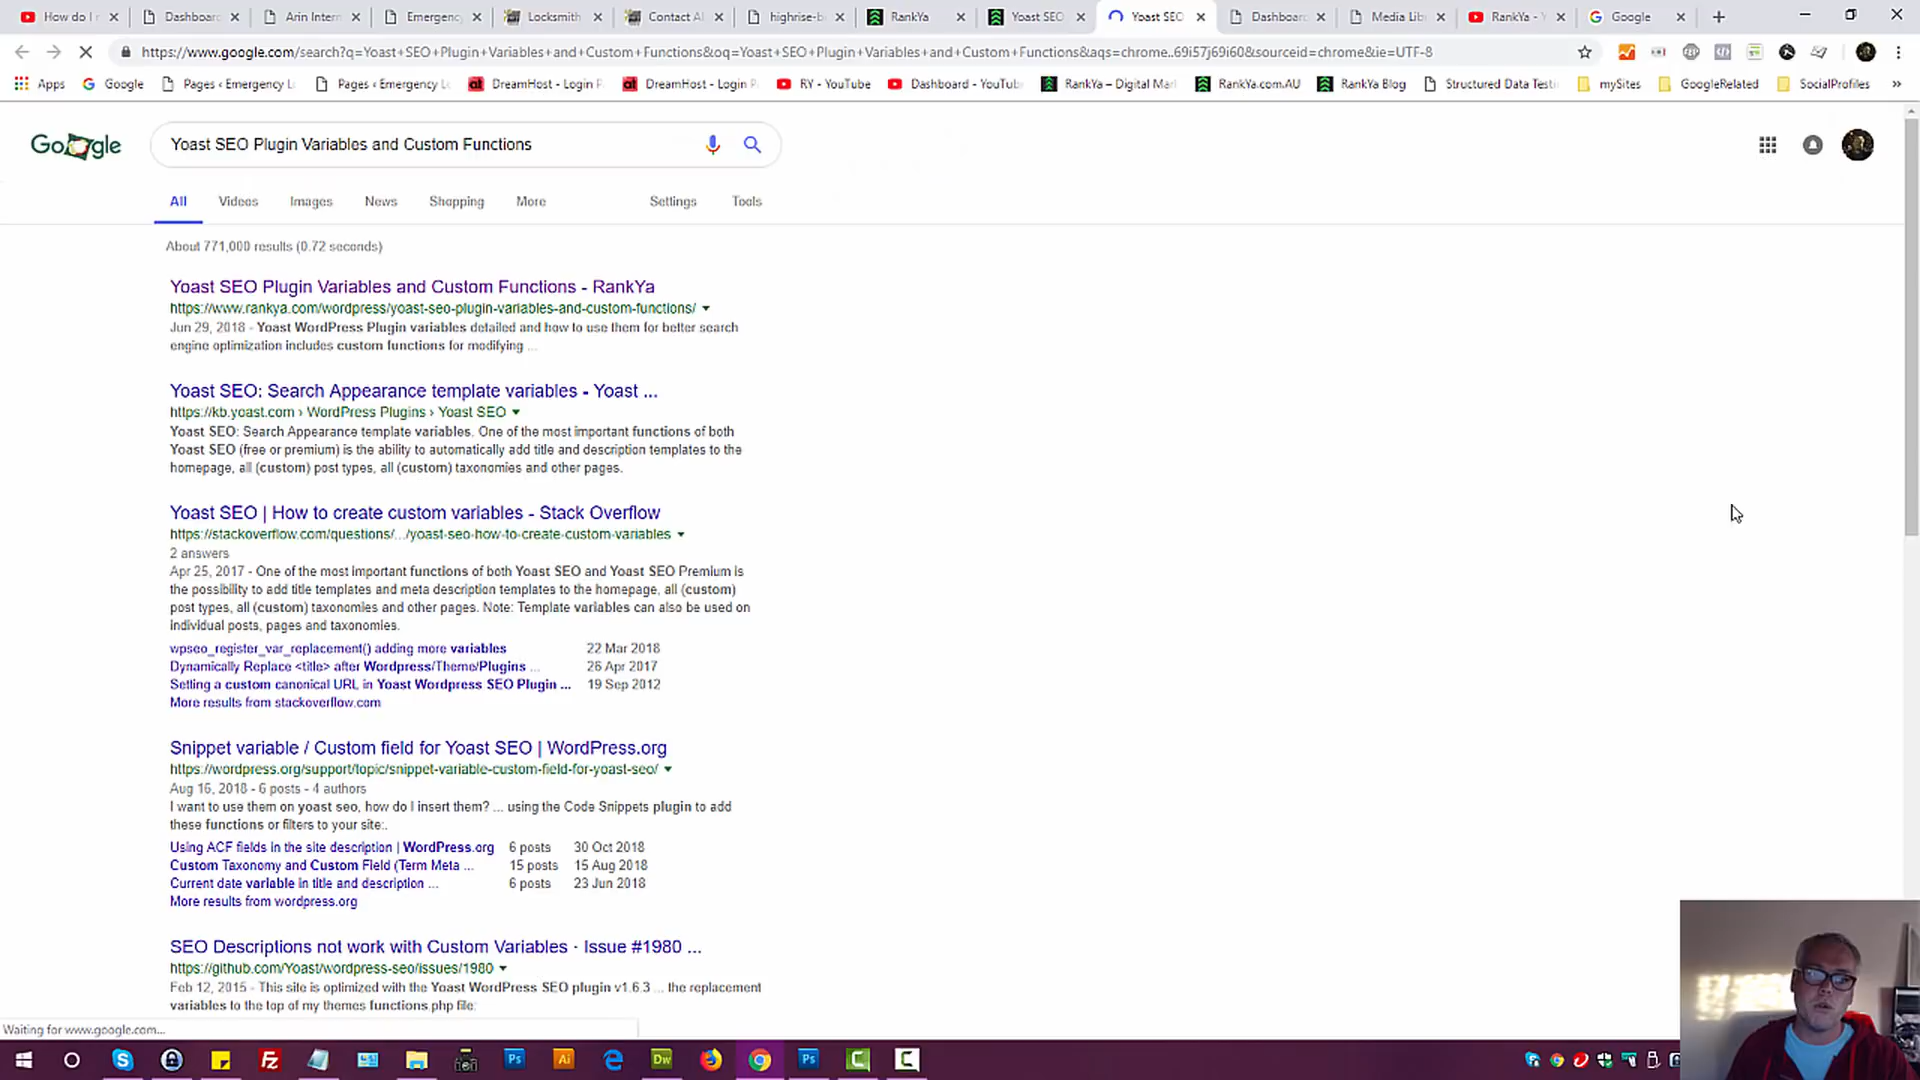 How do I r
Dashboard
Arin Intern
Emergency
Locksmith
Contact Al
highrise-b
RankYa
Yoast SEO
Yoast SEO
Dashboard
Media Lib
RankYa -
Google
https://www.google.com/search?q=Yoast+SEO+Plugin+Variables+and+Custom+Functions&oq=Yoast+SEO+Plugin+Variables+and+Custom+Functions&aqs=chrome..69i57j69i60&sourceid=chrome&ie=UTF-8
Apps
Google
Pages ‹ Emergency L
Pages ‹ Emergency L
DreamHost - Login P
DreamHost - Login P
RY - YouTube
Dashboard - YouTub
RankYa – Digital Mar
RankYa.com.AU
RankYa Blog
Structured Data Testi
mySites
GoogleRelated
SocialProfiles
»
Google
Yoast SEO Plugin Variables and Custom Functions
All
Videos
Images
News
Shopping
More
Settings
Tools
About 771,000 results (0.72 seconds)
Yoast SEO Plugin Variables and Custom Functions - RankYa
https://www.rankya.com/wordpress/yoast-seo-plugin-variables-and-custom-functions/
Jun 29, 2018 - Yoast WordPress Plugin variables detailed and how to use them for better search
engine optimization includes custom functions for modifying ...
Yoast SEO: Search Appearance template variables - Yoast ...
https://kb.yoast.com › WordPress Plugins › Yoast SEO
Yoast SEO: Search Appearance template variables. One of the most important functions of both
Yoast SEO (free or premium) is the ability to automatically add title and description templates to the
homepage, all (custom) post types, all (custom) taxonomies and other pages.
Yoast SEO | How to create custom variables - Stack Overflow
https://stackoverflow.com/questions/.../yoast-seo-how-to-create-custom-variables
2 answers
Apr 25, 2017 - One of the most important functions of both Yoast SEO and Yoast SEO Premium is
the possibility to add title templates and meta description templates to the homepage, all (custom)
post types, all (custom) taxonomies and other pages. Note: Template variables can also be used on
individual posts, pages and taxonomies.
wpseo_register_var_replacement() adding more variables 22 Mar 2018
Dynamically Replace <title> after Wordpress/Theme/Plugins ... 26 Apr 2017
Setting a custom canonical URL in Yoast Wordpress SEO Plugin ... 19 Sep 2012
More results from stackoverflow.com
Snippet variable / Custom field for Yoast SEO | WordPress.org
https://wordpress.org/support/topic/snippet-variable-custom-field-for-yoast-seo/
Aug 16, 2018 - 6 posts - 4 authors
I want to use them on yoast seo, how do I insert them? ... using the Code Snippets plugin to add
these functions or filters to your site:.
Using ACF fields in the site description | WordPress.org 6 posts 30 Oct 2018
Custom Taxonomy and Custom Field (Term Meta ... 15 posts 15 Aug 2018
Current date variable in title and description ... 6 posts 23 Jun 2018
More results from wordpress.org
SEO Descriptions not work with Custom Variables · Issue #1980 ...
https://github.com/Yoast/wordpress-seo/issues/1980
Feb 12, 2015 - This site is optimized with the Yoast WordPress SEO plugin v1.6.3 ... the replacement
variables to the top of my themes functions.php file:
Waiting for www.google.com...
Ps
Ai
Dw
Ps